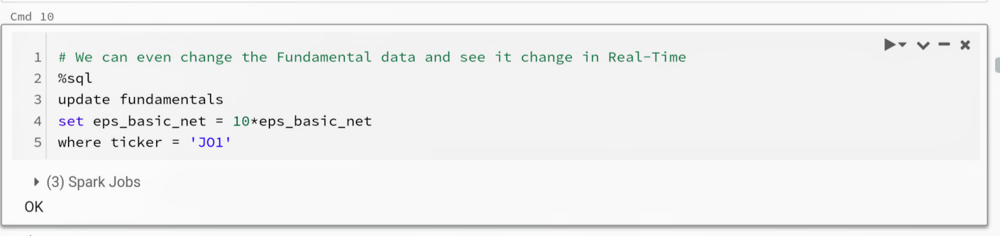 Cmd 10
1 # We can even change the Fundamental data and see it change in Real-Time
2 %sql
3 update fundamentals
4 set eps_basic_net = 10*eps_basic_net
5 where ticker = 'JO1'
(3) Spark Jobs
OK